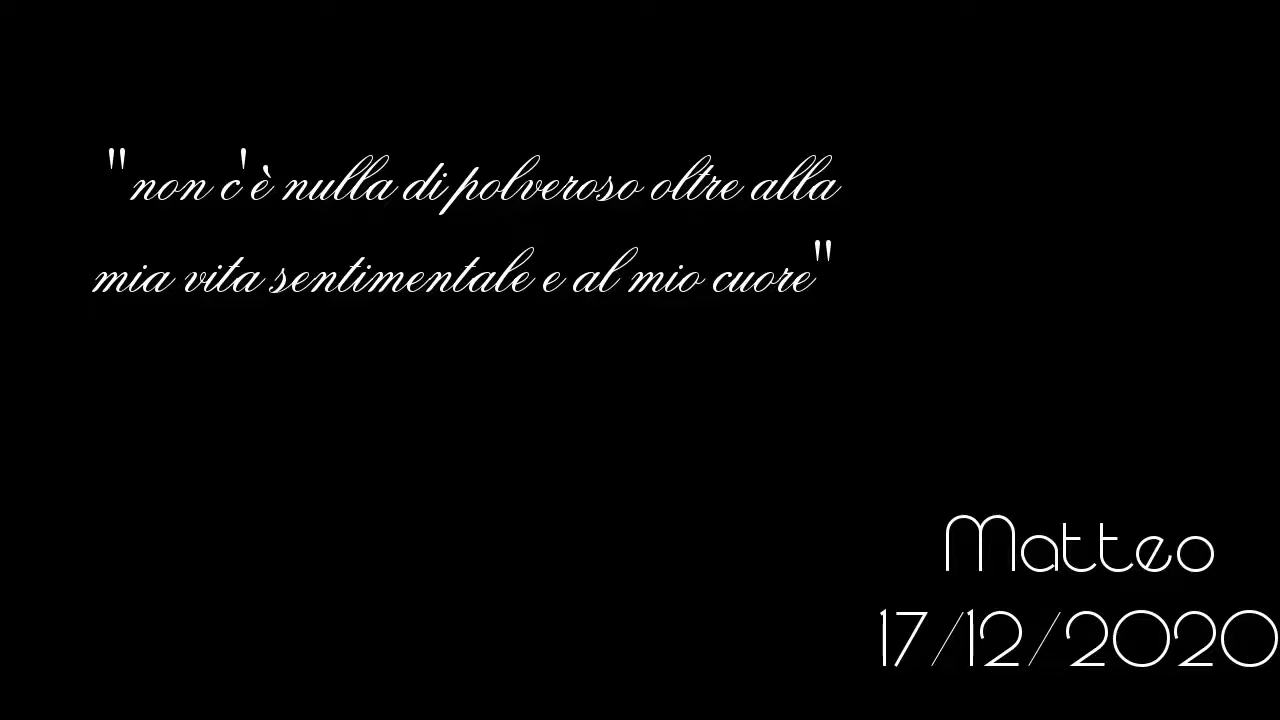 "non c'è nulla di polveroso oltre alla
mia vita sentimentale e al mio cuore"
Matteo
17/12/2020